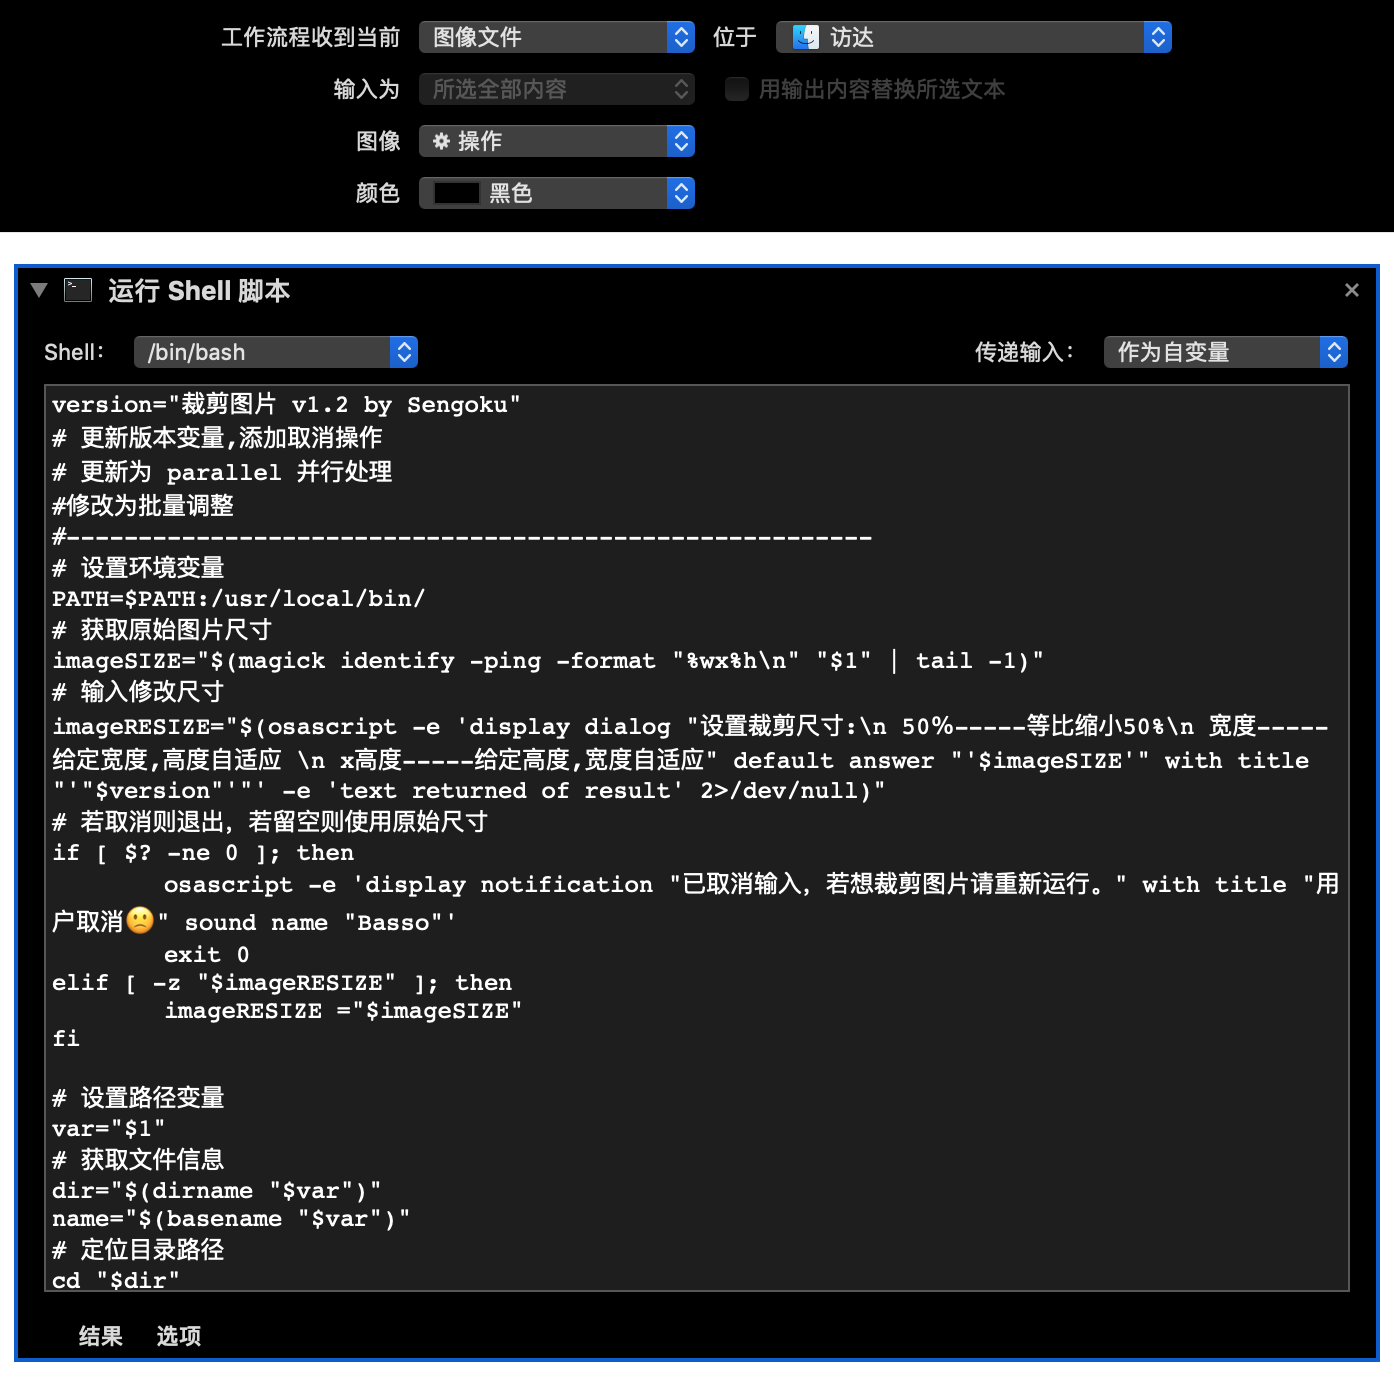 工作流程收到当前 图像文件 位于 访达
输入为 所选全部内容 用输出内容替换所选文本
图像 操作
颜色 黑色
运行 Shell 脚本
Shell: /bin/bash 传递输入: 作为自变量
version="裁剪图片 v1.2 by Sengoku"
# 更新版本变量,添加取消操作
# 更新为 parallel 并行处理
#修改为批量调整
#--------------------------------------------------------
# 设置环境变量
PATH=$PATH:/usr/local/bin/
# 获取原始图片尺寸
imageSIZE="$(magick identify -ping -format "%wx%h\n" "$1" | tail -1)"
# 输入修改尺寸
imageRESIZE="$(osascript -e 'display dialog "设置裁剪尺寸:\n 50%-----等比缩小50%\n 宽度-----
给定宽度,高度自适应 \n x高度-----给定高度,宽度自适应" default answer "'$imageSIZE'" with title
"'"$version"'"' -e 'text returned of result' 2>/dev/null)"
# 若取消则退出，若留空则使用原始尺寸
if [ $? -ne 0 ]; then
osascript -e 'display notification "已取消输入，若想裁剪图片请重新运行。" with title "用
户取消🙁" sound name "Basso"'
exit 0
elif [ -z "$imageRESIZE" ]; then
imageRESIZE ="$imageSIZE"
fi
# 设置路径变量
var="$1"
# 获取文件信息
dir="$(dirname "$var")"
name="$(basename "$var")"
# 定位目录路径
cd "$dir"
结果 选项